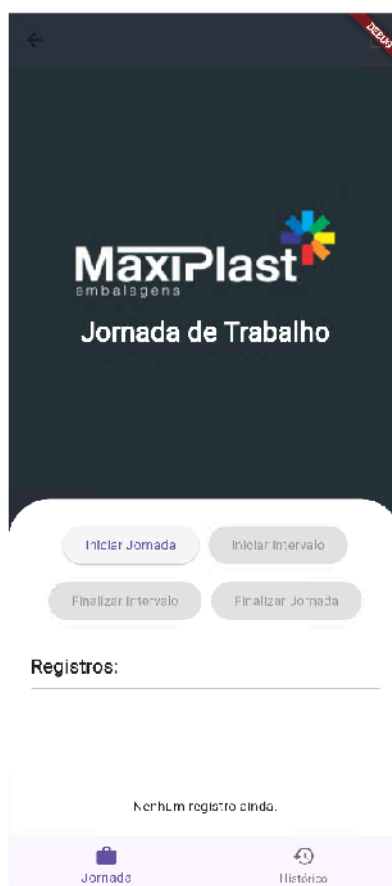 DEBUG
MaxiPlast
embalagens
Jornada de Trabalho
Iniciar Jornada
Iniciar Intervalo
Finalizar Intervalo
Finalizar Jornada
Registros:
Nenhum registro ainda.
Jornada
Histórico